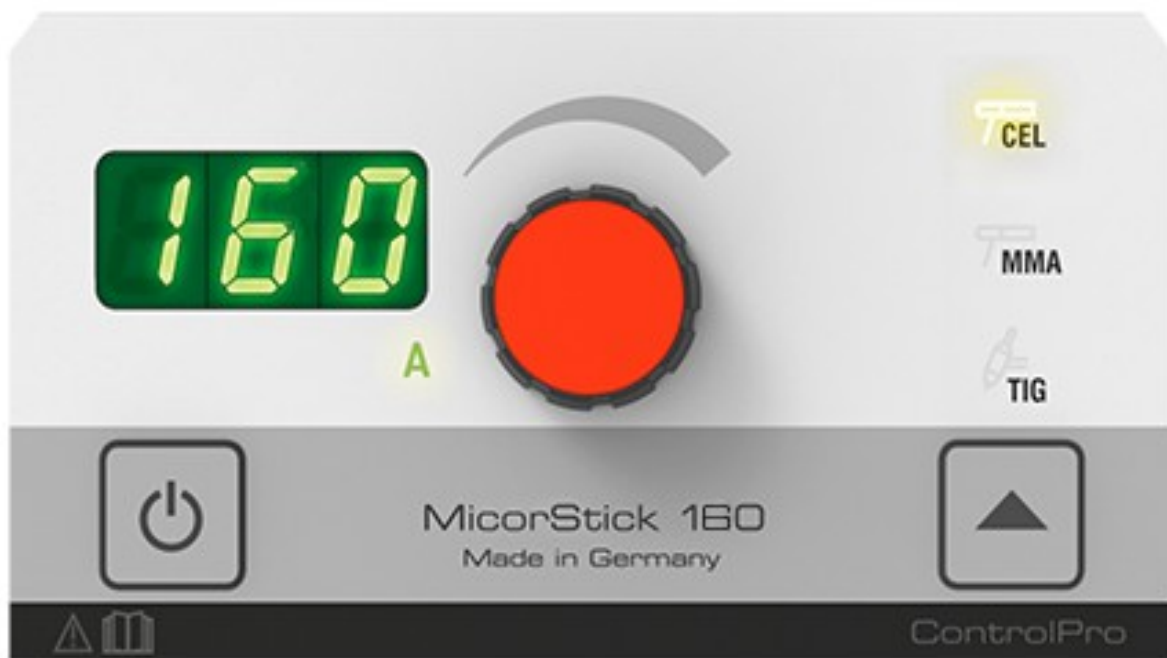 160
A
CEL
MMA
TIG
MicorStick 160
Made in Germany
ControlPro